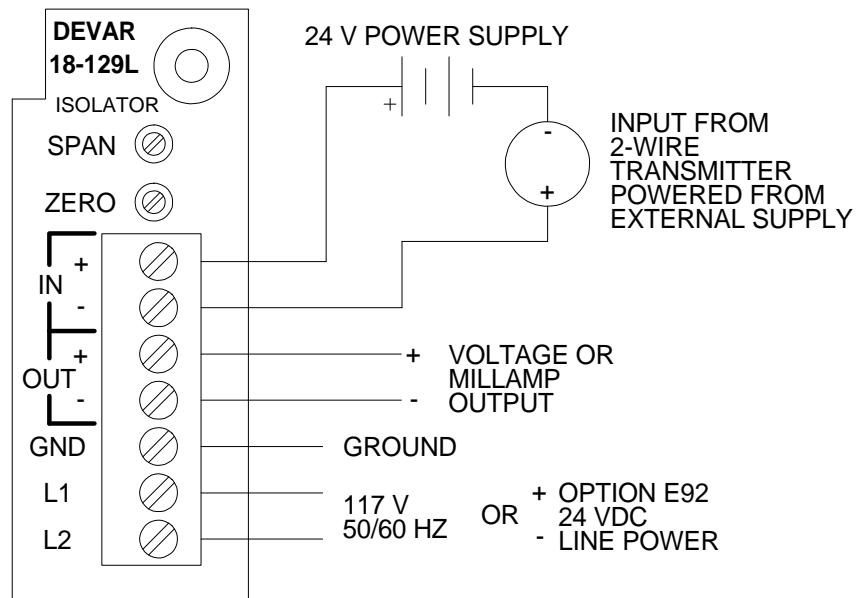 DEVAR
18-129L
ISOLATOR
SPAN
ZERO
IN
+
-
OUT
+
-
GND
L1
L2
24 V POWER SUPPLY
+
-
+
INPUT FROM
2-WIRE
TRANSMITTER
POWERED FROM
EXTERNAL SUPPLY
+ VOLTAGE OR
MILLAMP
- OUTPUT
GROUND
117 V
50/60 HZ
OR
+ OPTION E92
24 VDC
- LINE POWER